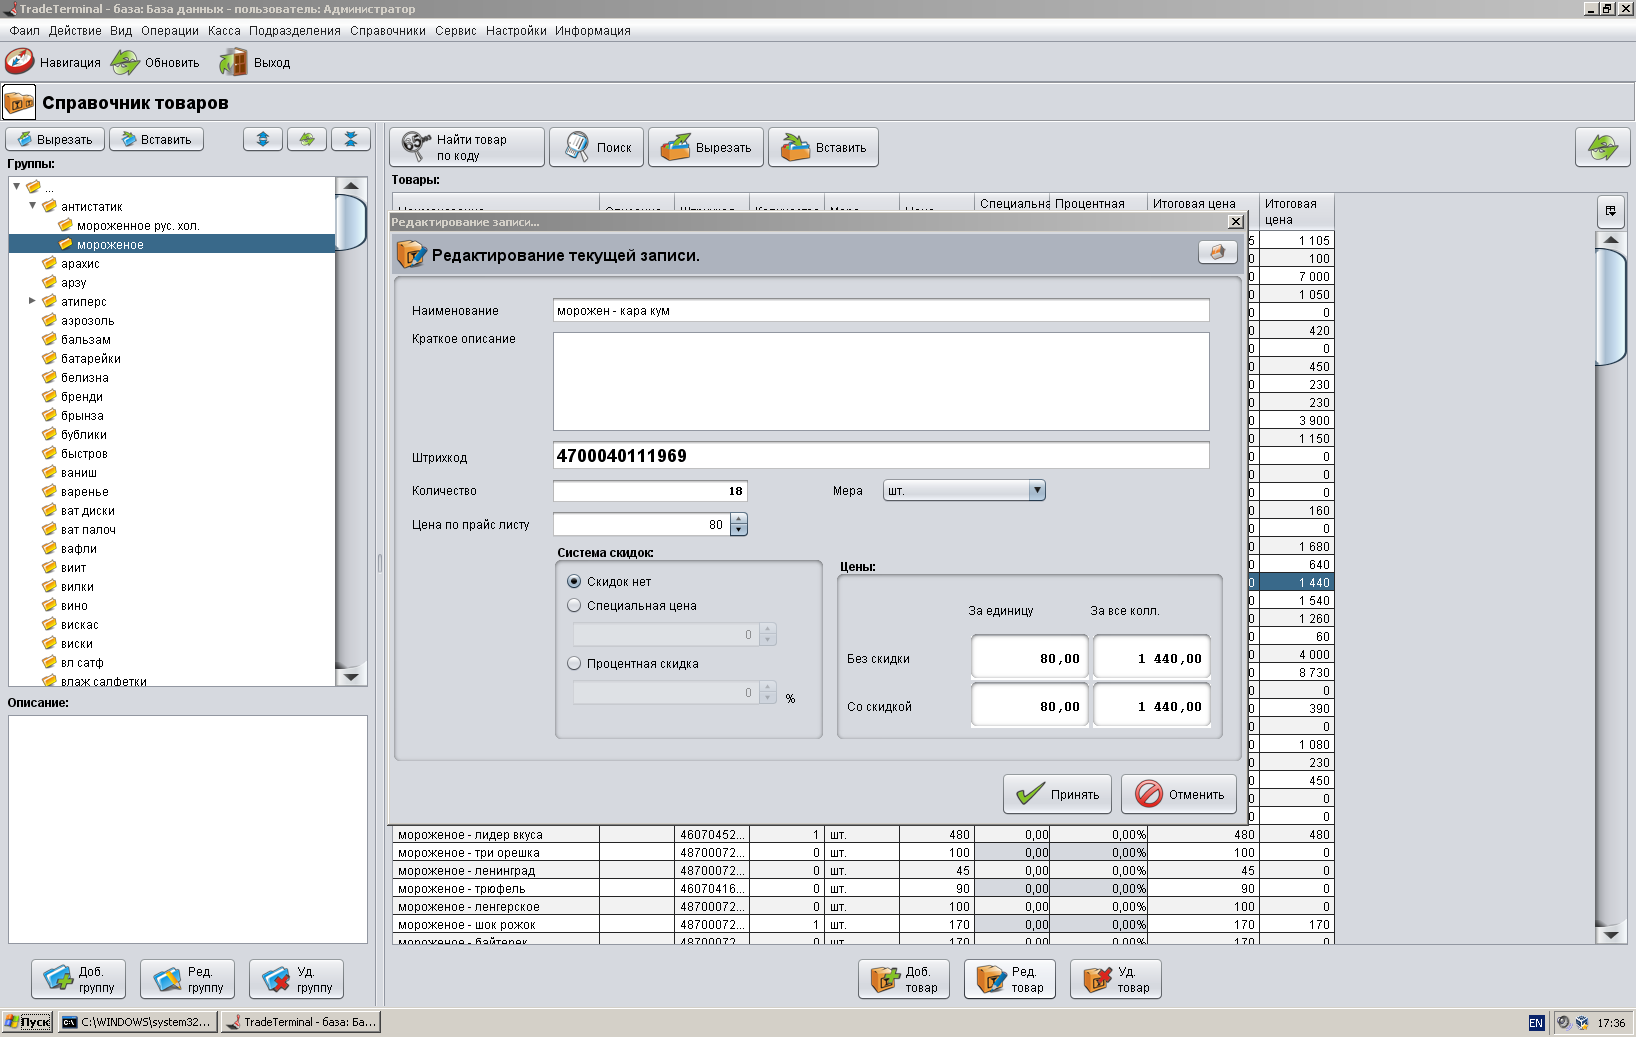 TradeTerminal - база: База данных - пользователь: Администратор
Файл Действие Вид Операции Касса Подразделения Справочники Сервис Настройки Информация
Навигация Обновить Выход
Справочник товаров
Вырезать Вставить
Найти товар по коду Поиск Вырезать Вставить
Группы:
...
антистатик
мороженное рус. хол.
мороженое
арахис
арзу
атиперс
аэрозоль
бальзам
батарейки
белизна
бренди
брынза
бублики
быстров
ваниш
варенье
ват диски
ват палоч
вафли
виит
вилки
вино
вискас
виски
вл сатф
влаж салфетки
Описание:
Доб. группу
Ред. группу
Уд. группу
Товары:
Специальна Процентная Итоговая цена Итоговая цена
Редактирование записи...
Редактирование текущей записи.
Наименование морожен - кара кум
Краткое описание
Штрихкод 4700040111969
Количество 18 Мера шт.
Цена по прайс листу 80
Система скидок:
Скидок нет
Специальная цена
0
Процентная скидка
0 %
Цены:
За единицу За все колл.
Без скидки 80,00 1 440,00
Со скидкой 80,00 1 440,00
Принять Отменить
5 1 105
0 100
0 7 000
0 1 050
0 0
0 420
0 0
0 450
0 230
0 230
0 3 900
0 1 150
0 0
0 0
0 0
0 160
0 0
0 1 680
0 640
0 1 440
0 1 540
0 1 260
0 60
0 4 000
0 8 730
0 0
0 390
0 0
0 1 080
0 230
0 450
0 0
0 0
мороженое - лидер вкуса 46070452... 1 шт. 480 0,00 0,00% 480 480
мороженое - три орешка 48700072... 0 шт. 100 0,00 0,00% 100 0
мороженое - ленинград 48700072... 0 шт. 45 0,00 0,00% 45 0
мороженое - трюфель 46070416... 0 шт. 90 0,00 0,00% 90 0
мороженое - ленгерское 48700072... 0 шт. 100 0,00 0,00% 100 0
мороженое - шок рожок 48700072... 1 шт. 170 0,00 0,00% 170 170
мороженое - байтерек 48700072... 0 шт. 170 0,00 0,00% 170 0
Доб. товар
Ред. товар
Уд. товар
Пуск C:\WINDOWS\system32... TradeTerminal - база: Ба... EN 17:36